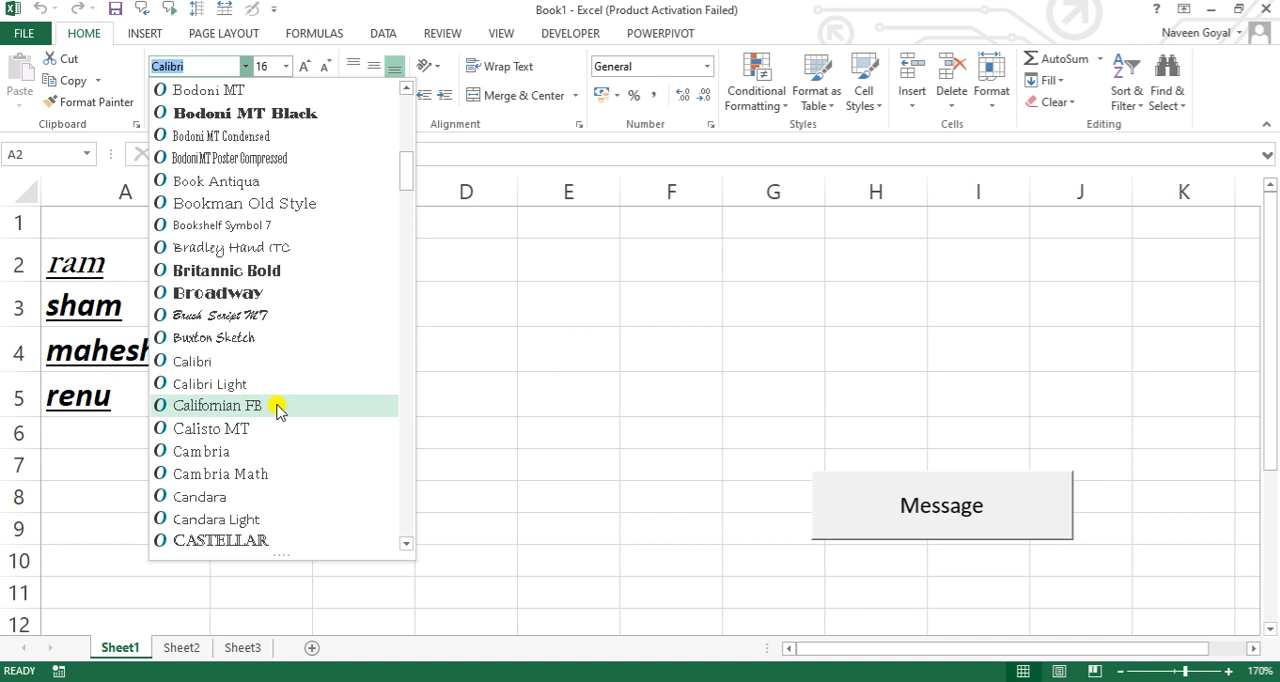 Book1 - Excel (Product Activation Failed)
FILE HOME INSERT PAGE LAYOUT FORMULAS DATA REVIEW VIEW DEVELOPER POWERPIVOT Naveen Goyal
Paste
Cut
Copy
Format Painter
Clipboard
Calibri 16
Wrap Text
Merge & Center
Alignment
General
%
Number
Conditional Formatting
Format as Table
Cell Styles
Styles
Insert
Delete
Format
Cells
AutoSum
Fill
Clear
Sort & Filter
Find & Select
Editing
A2
Bodoni MT
Bodoni MT Black
Bodoni MT Condensed
Bodoni MT Poster Compressed
Book Antiqua
Bookman Old Style
Bookshelf Symbol 7
Bradley Hand ITC
Britannic Bold
Broadway
Brush Script MT
Buxton Sketch
Calibri
Calibri Light
Californian FB
Calisto MT
Cambria
Cambria Math
Candara
Candara Light
CASTELLAR
A D E F G H I J K
1
2 ram
3 sham
4 mahesh
5 renu
6
7
8
9
10
11
12
Message
Sheet1 Sheet2 Sheet3
READY
170%